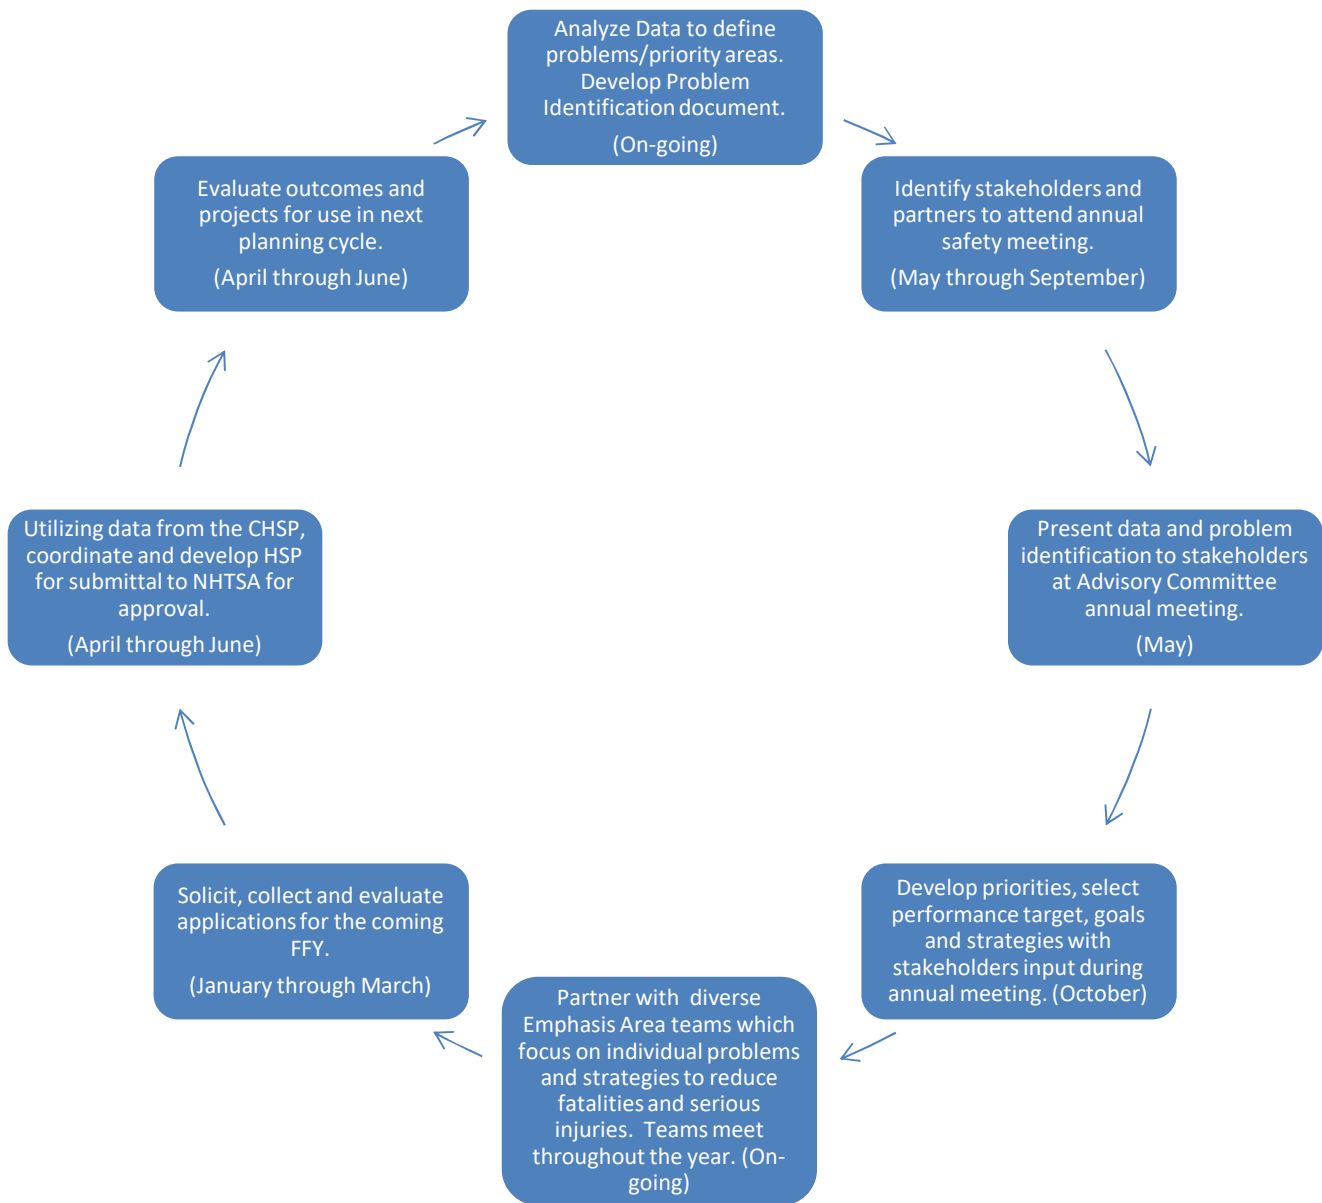 Analyze Data to define
problems/priority areas.
Develop Problem
Identification document.
(On-going)
Identify stakeholders and
partners to attend annual
safety meeting.
(May through September)
Present data and problem
identification to stakeholders
at Advisory Committee
annual meeting.
(May)
Develop priorities, select
performance target, goals
and strategies with
stakeholders input during
annual meeting. (October)
Partner with diverse
Emphasis Area teams which
focus on individual problems
and strategies to reduce
fatalities and serious
injuries. Teams meet
throughout the year. (On-
going)
Solicit, collect and evaluate
applications for the coming
FFY.
(January through March)
Utilizing data from the CHSP,
coordinate and develop HSP
for submittal to NHTSA for
approval.
(April through June)
Evaluate outcomes and
projects for use in next
planning cycle.
(April through June)